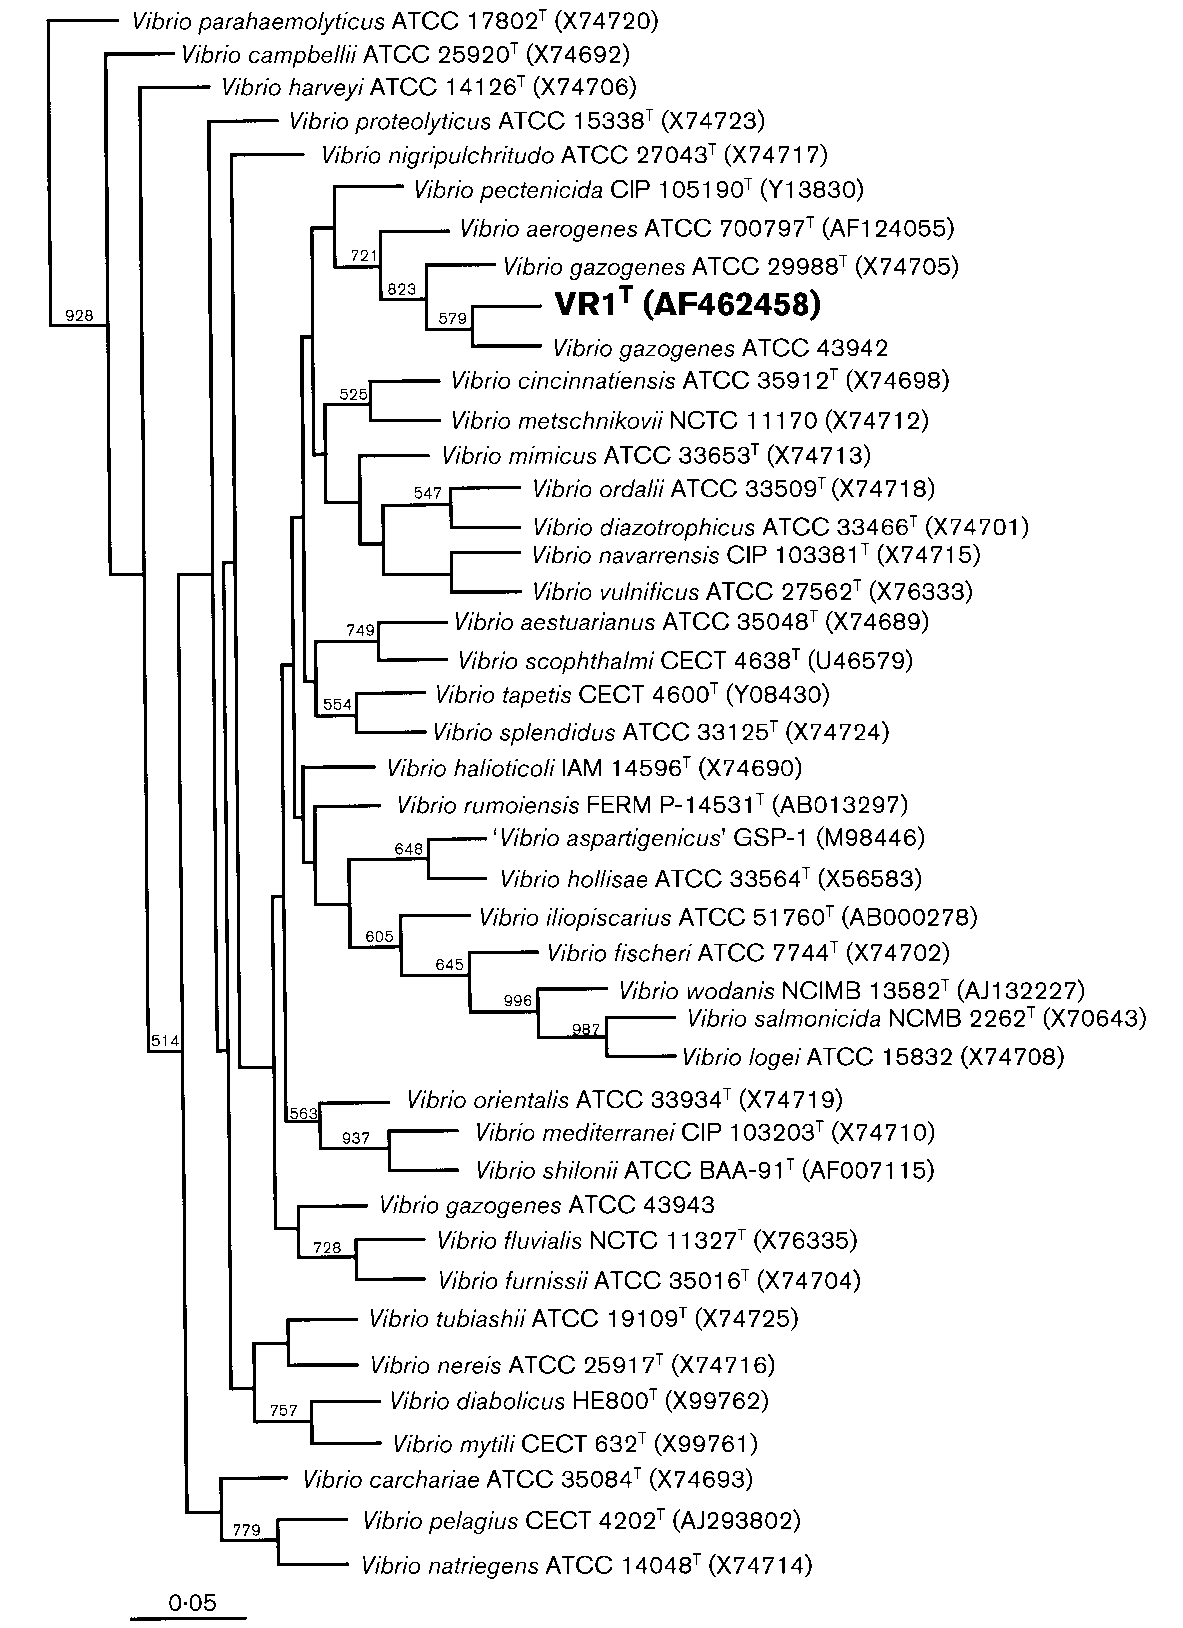 Vibrio parahaemolyticus ATCC 17802ᵀ (X74720)
Vibrio campbellii ATCC 25920ᵀ (X74692)
Vibrio harveyi ATCC 14126ᵀ (X74706)
Vibrio proteolyticus ATCC 15338ᵀ (X74723)
Vibrio nigripulchritudo ATCC 27043ᵀ (X74717)
Vibrio pectenicida CIP 105190ᵀ (Y13830)
Vibrio aerogenes ATCC 700797ᵀ (AF124055)
721
Vibrio gazogenes ATCC 29988ᵀ (X74705)
823
VR1ᵀ (AF462458)
928
579
Vibrio gazogenes ATCC 43942
Vibrio cincinnatiensis ATCC 35912ᵀ (X74698)
525
Vibrio metschnikovii NCTC 11170 (X74712)
Vibrio mimicus ATCC 33653ᵀ (X74713)
Vibrio ordalii ATCC 33509ᵀ (X74718)
547
Vibrio diazotrophicus ATCC 33466ᵀ (X74701)
Vibrio navarrensis CIP 103381ᵀ (X74715)
Vibrio vulnificus ATCC 27562ᵀ (X76333)
Vibrio aestuarianus ATCC 35048ᵀ (X74689)
749
Vibrio scophthalmi CECT 4638ᵀ (U46579)
Vibrio tapetis CECT 4600ᵀ (Y08430)
554
Vibrio splendidus ATCC 33125ᵀ (X74724)
Vibrio halioticoli IAM 14596ᵀ (X74690)
Vibrio rumoiensis FERM P-14531ᵀ (AB013297)
'Vibrio aspartigenicus' GSP-1 (M98446)
648
Vibrio hollisae ATCC 33564ᵀ (X56583)
Vibrio iliopiscarius ATCC 51760ᵀ (AB000278)
605
Vibrio fischeri ATCC 7744ᵀ (X74702)
645
Vibrio wodanis NCIMB 13582ᵀ (AJ132227)
996
Vibrio salmonicida NCMB 2262ᵀ (X70643)
987
514
Vibrio logei ATCC 15832 (X74708)
Vibrio orientalis ATCC 33934ᵀ (X74719)
563
Vibrio mediterranei CIP 103203ᵀ (X74710)
937
Vibrio shilonii ATCC BAA-91ᵀ (AF007115)
Vibrio gazogenes ATCC 43943
Vibrio fluvialis NCTC 11327ᵀ (X76335)
728
Vibrio furnissii ATCC 35016ᵀ (X74704)
Vibrio tubiashii ATCC 19109ᵀ (X74725)
Vibrio nereis ATCC 25917ᵀ (X74716)
Vibrio diabolicus HE800ᵀ (X99762)
757
Vibrio mytili CECT 632ᵀ (X99761)
Vibrio carchariae ATCC 35084ᵀ (X74693)
Vibrio pelagius CECT 4202ᵀ (AJ293802)
779
Vibrio natriegens ATCC 14048ᵀ (X74714)
0·05